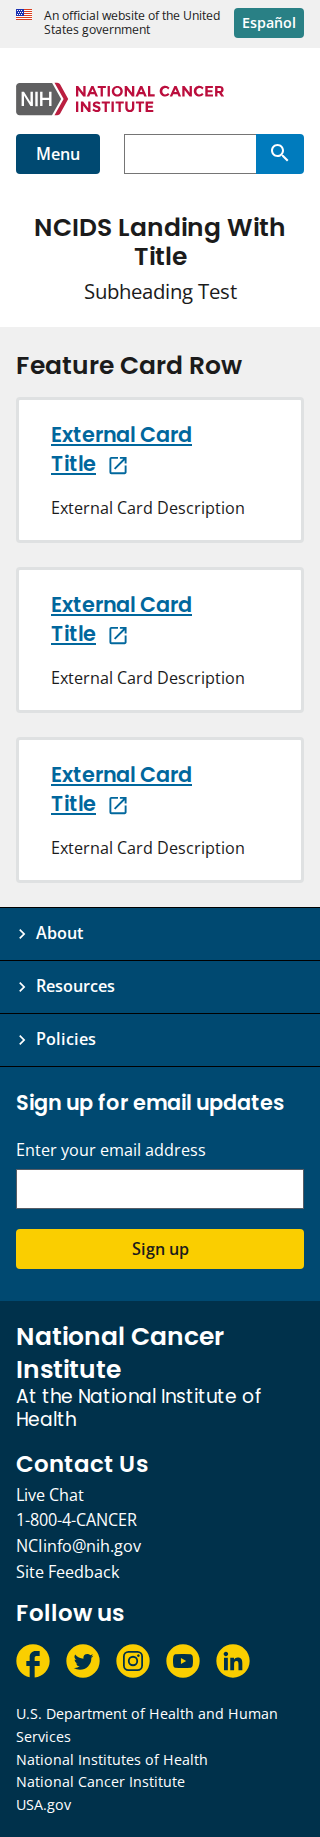 An official website of the United
States government
Español
NIH
NATIONAL CANCER
INSTITUTE
Menu
NCIDS Landing With
Title
Subheading Test
Feature Card Row
External Card
Title
External Card Description
External Card
Title
External Card Description
External Card
Title
External Card Description
About
Resources
Policies
Sign up for email updates
Enter your email address
Sign up
National Cancer
Institute
At the National Institute of
Health
Contact Us
Live Chat
1-800-4-CANCER
NCIinfo@nih.gov
Site Feedback
Follow us
U.S. Department of Health and Human
Services
National Institutes of Health
National Cancer Institute
USA.gov